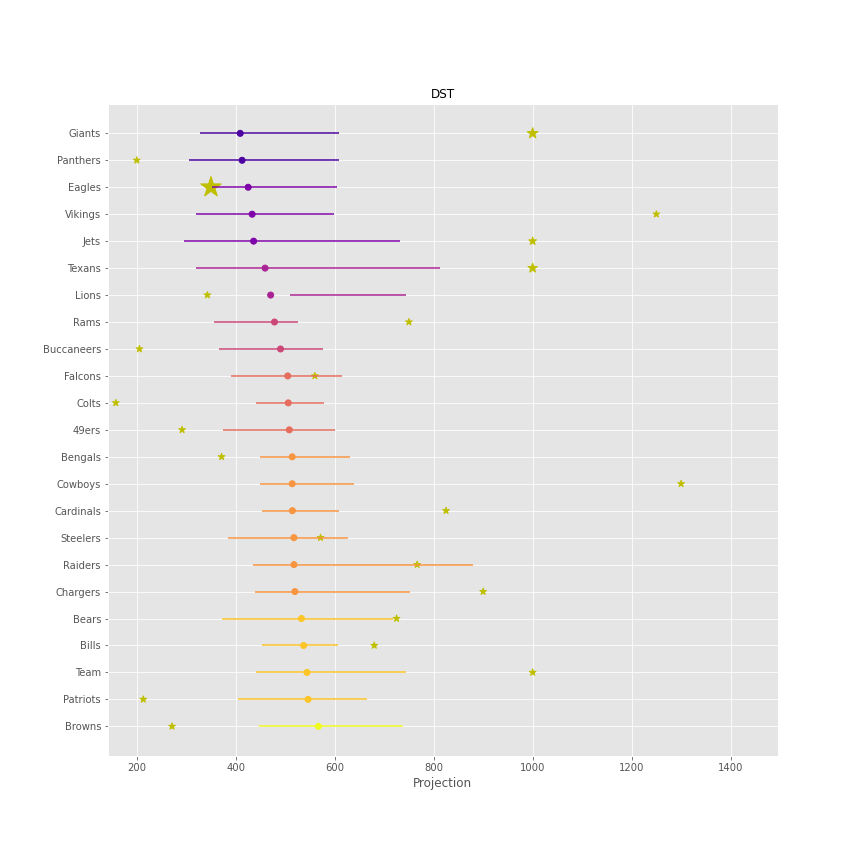 DST
Giants
Panthers
Eagles
Vikings
Jets
Texans
Lions
Rams
Buccaneers
Falcons
Colts
49ers
Bengals
Cowboys
Cardinals
Steelers
Raiders
Chargers
Bears
Bills
Team
Patriots
Browns
200 400 600 800 1000 1200 1400
Projection